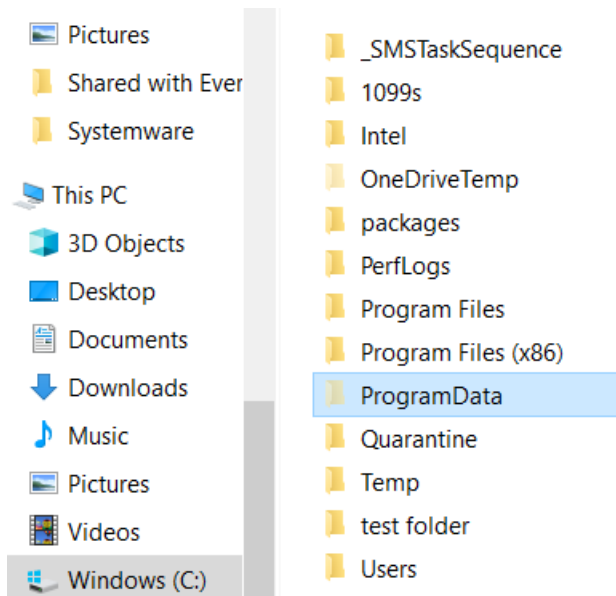 Pictures
Shared with Ever
Systemware
This PC
3D Objects
Desktop
Documents
Downloads
Music
Pictures
Videos
Windows (C:)
_SMSTaskSequence
1099s
Intel
OneDriveTemp
packages
PerfLogs
Program Files
Program Files (x86)
ProgramData
Quarantine
Temp
test folder
Users